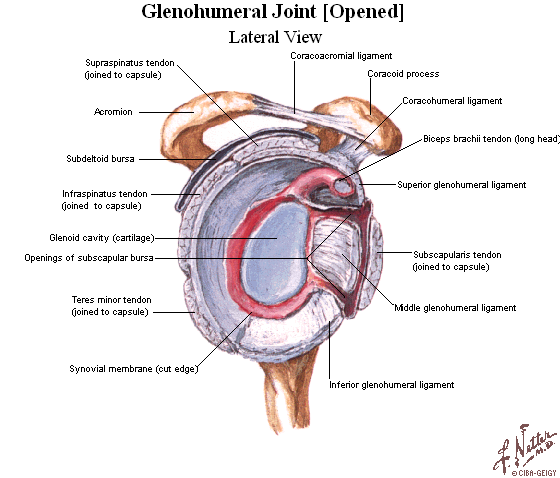 Glenohumeral Joint [Opened]
Lateral View
Coracoacromial ligament
Supraspinatus tendon
(joined to capsule)
Coracoid process
Acromion
Coracohumeral ligament
Biceps brachii tendon (long head)
Subdeltoid bursa
Superior glenohumeral ligament
Infraspinatus tendon
(joined to capsule)
Glenoid cavity (cartilage)
Openings of subscapular bursa
Subscapularis tendon
(joined to capsule)
Teres minor tendon
(joined to capsule)
Middle glenohumeral ligament
Synovial membrane (cut edge)
Inferior glenohumeral ligament
F. Netter
M.D.
© CIBA-GEIGY